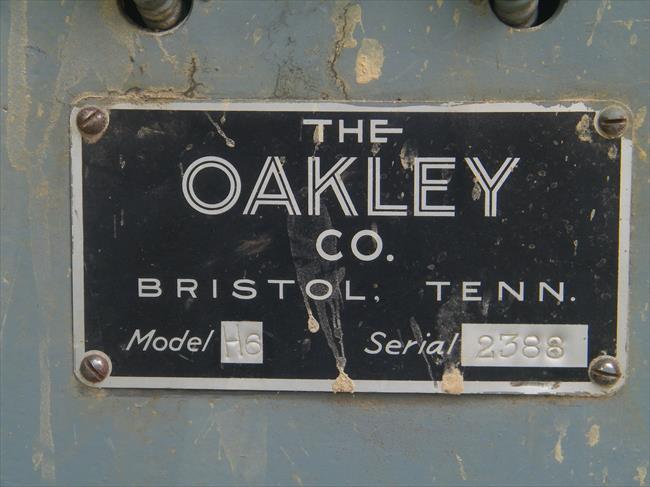 THE
OAKLEY
CO.
BRISTOL, TENN.
Model H6 Serial 2388